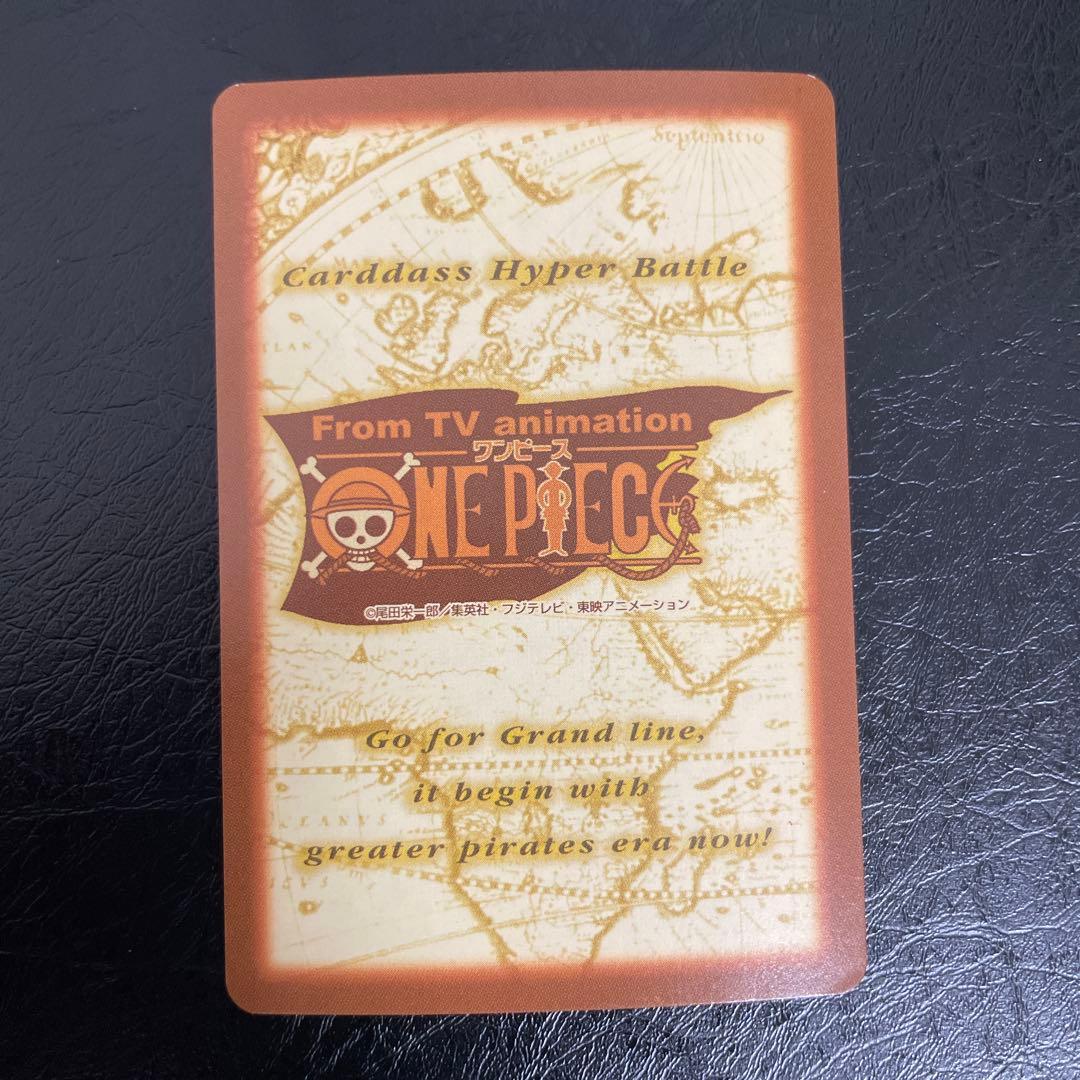 Septentrio
Carddass Hyper Battle
From TV animation
ワンピース
ONE PIECE
©尾田栄一郎／集英社・フジテレビ・東映アニメーション
Go for Grand line,
it begin with
greater pirates era now!